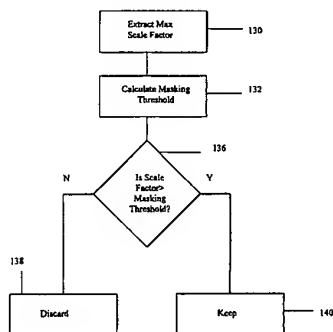 Extract Max
Scale Factor
130
Calculate Masking
Threshold
132
136
N
Is Scale
Factor>
Masking
Threshold?
Y
138
Discard
Keep
140